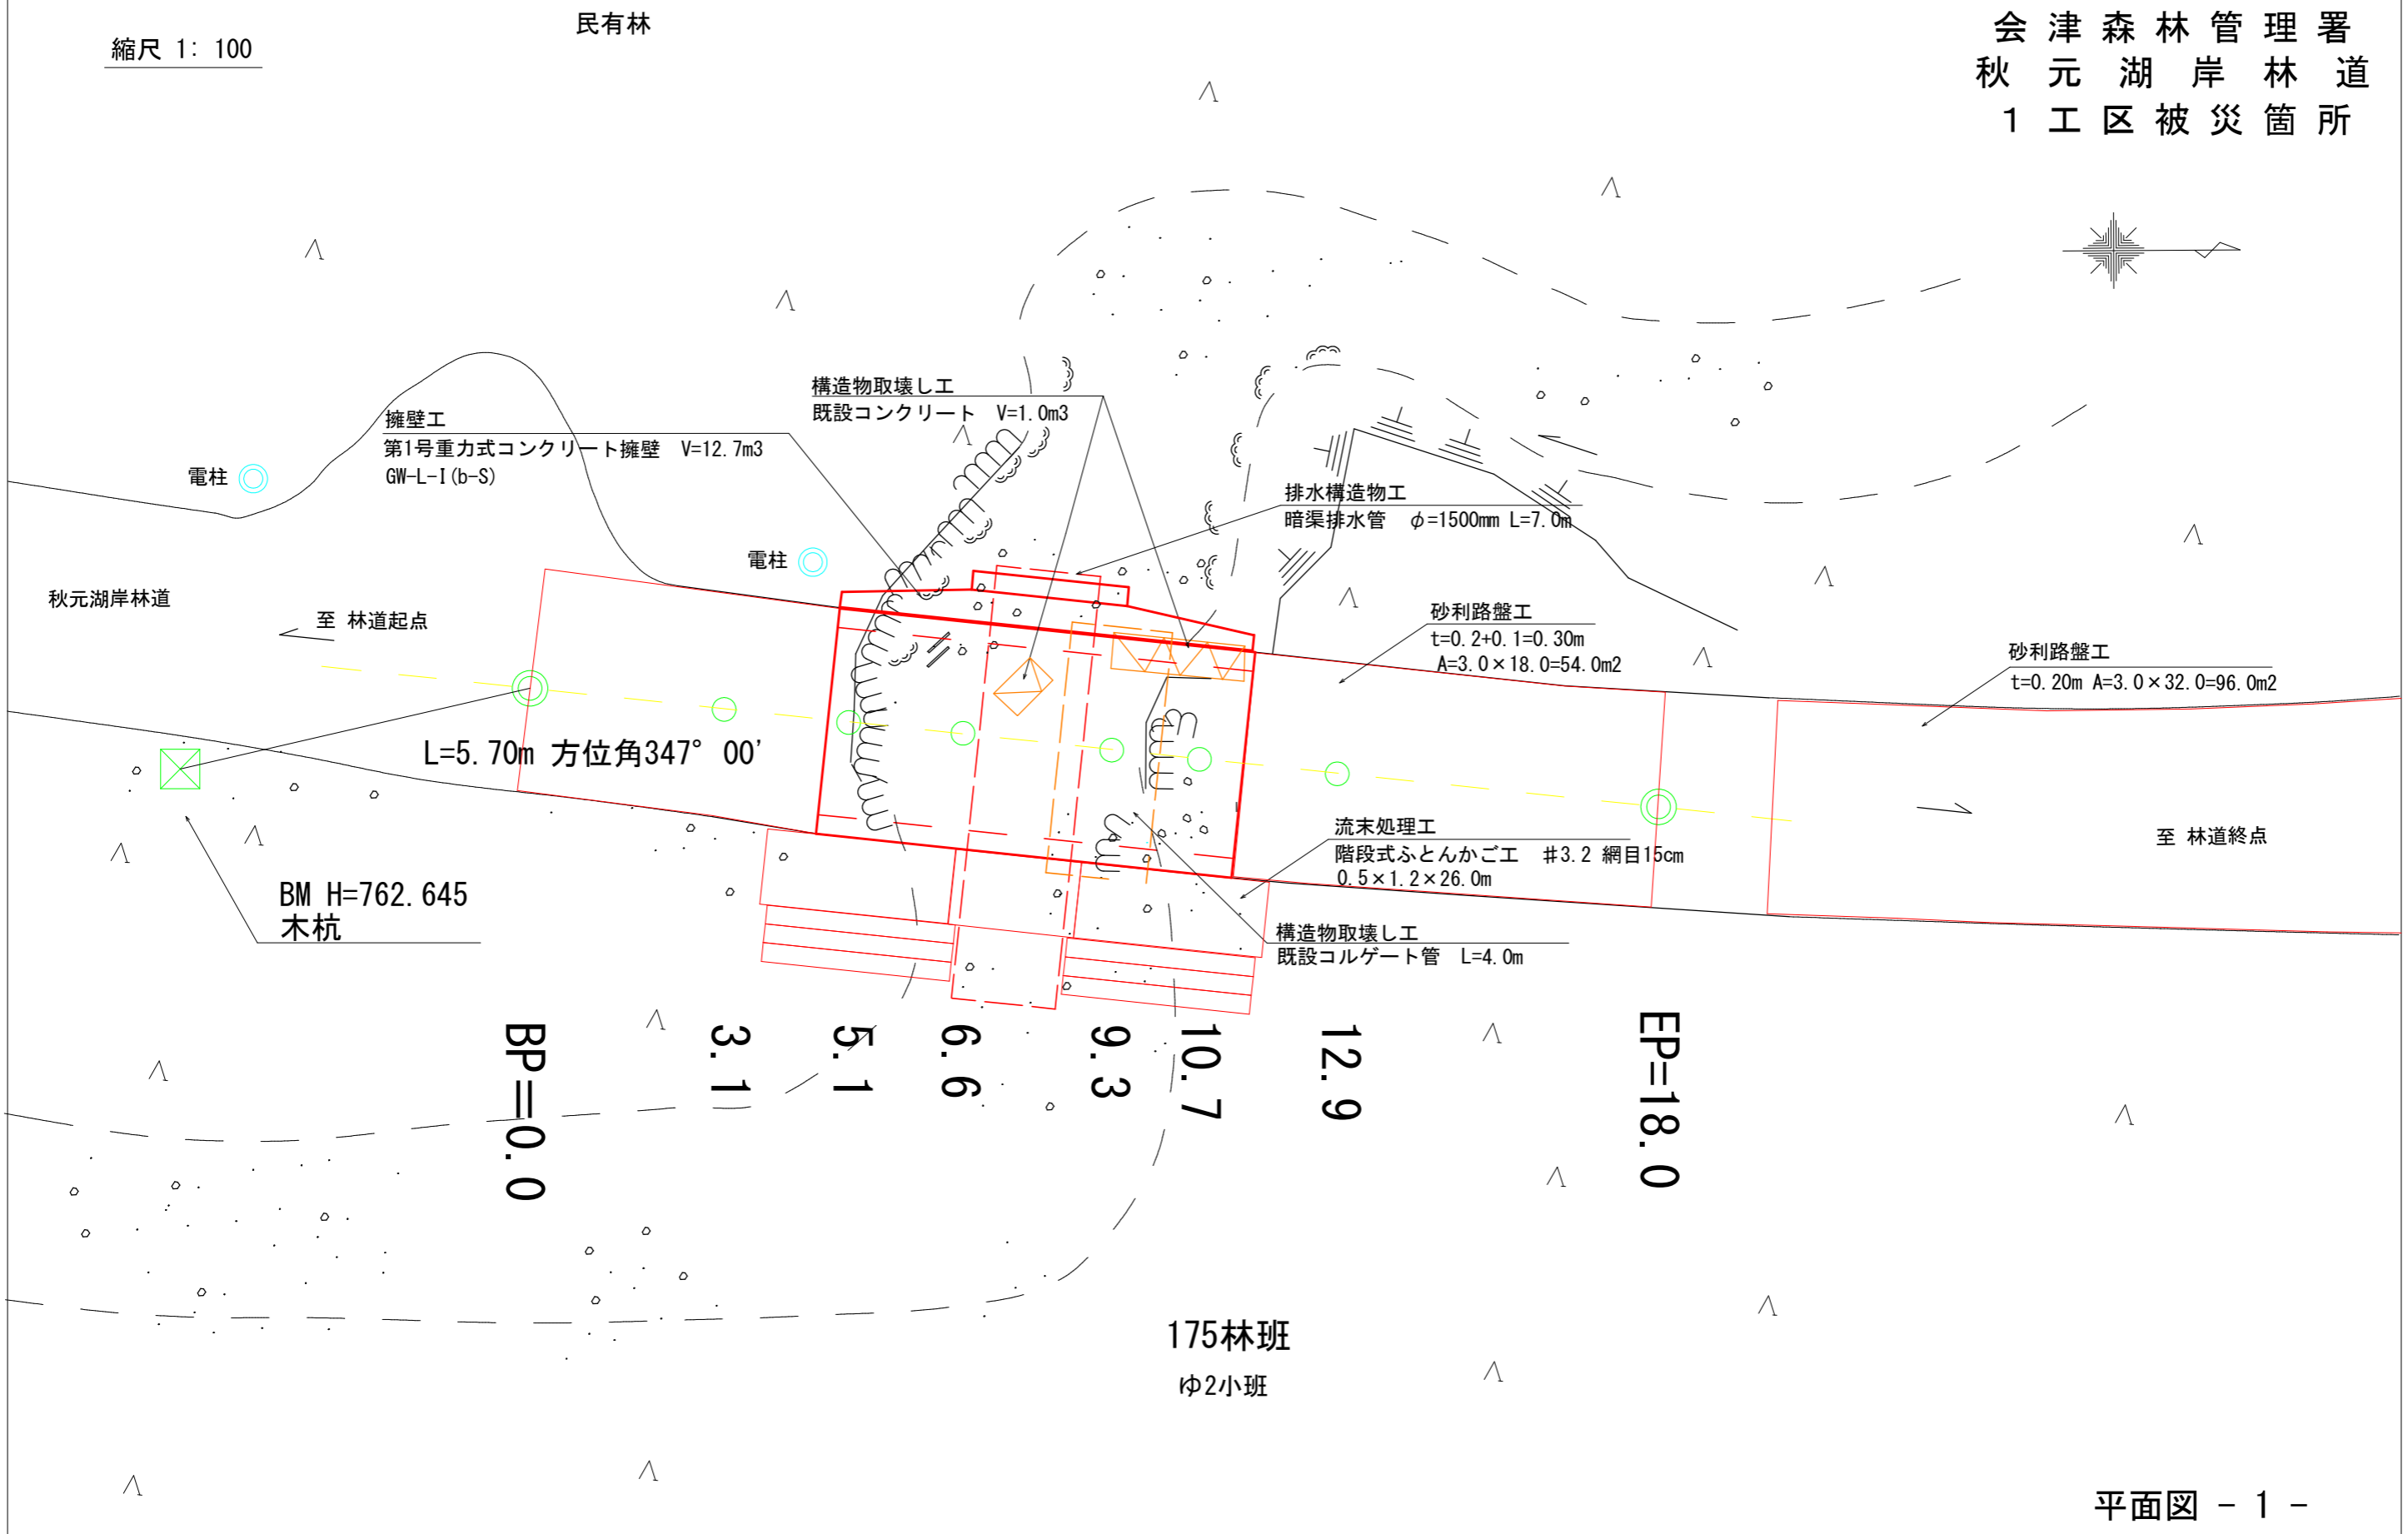 民有林
縮尺 1: 100
会津森林管理署
秋元湖岸林道
1工区被災箇所
構造物取壊し工
既設コンクリート V=1.0m3
擁壁工
第1号重力式コンクリート擁壁 V=12.7m3
GW-L-I(b-S)
電柱
排水構造物工
暗渠排水管 φ=1500mm L=7.0m
電柱
秋元湖岸林道
至 林道起点
砂利路盤工
t=0.2+0.1=0.30m
A=3.0×18.0=54.0m2
砂利路盤工
t=0.20m A=3.0×32.0=96.0m2
L=5.70m 方位角347° 00'
流末処理工
階段式ふとんかご工 #3.2 網目15cm
0.5×1.2×26.0m
至 林道終点
BM H=762.645
木杭
構造物取壊し工
既設コルゲート管 L=4.0m
BP=0.0
3.1
5.1
6.6
9.3
10.7
12.9
EP=18.0
175林班
ゆ2小班
平面図 - 1 -